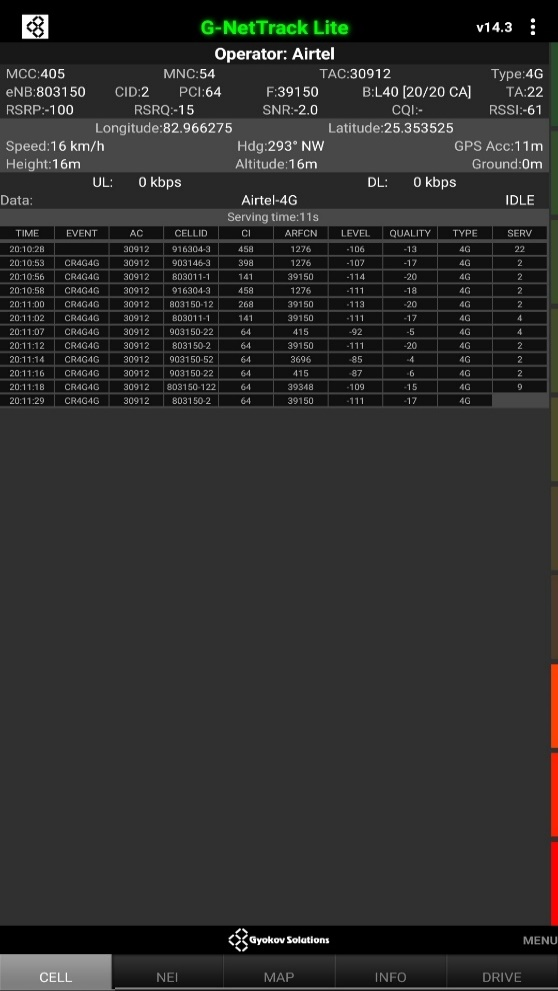 G-NetTrack Lite
v14.3
Operator: Airtel
MCC:405 MNC:54 TAC:30912 Type:4G
eNB:803150 CID:2 PCI:64 F:39150 B:L40 [20/20 CA] TA:22
RSRP:-100 RSRQ:-15 SNR:-2.0 CQI:- RSSI:-61
Longitude:82.966275 Latitude:25.353525
Speed:16 km/h Hdg:293° NW GPS Acc:11m
Height:16m Altitude:16m Ground:0m
UL: 0 kbps DL: 0 kbps
Data: Airtel-4G IDLE
Serving time:11s
TIME EVENT AC CELLID CI ARFCN LEVEL QUALITY TYPE SERV
20:10:28 30912 916304-3 458 1276 -106 -13 4G 22
20:10:53 CR4G4G 30912 903146-3 398 1276 -107 -17 4G 2
20:10:56 CR4G4G 30912 803011-1 141 39150 -114 -20 4G 2
20:10:58 CR4G4G 30912 916304-3 458 1276 -111 -18 4G 2
20:11:00 CR4G4G 30912 803150-12 268 39150 -113 -20 4G 2
20:11:02 CR4G4G 30912 803011-1 141 39150 -111 -17 4G 4
20:11:07 CR4G4G 30912 903150-22 64 415 -92 -5 4G 4
20:11:12 CR4G4G 30912 803150-2 64 39150 -111 -20 4G 2
20:11:14 CR4G4G 30912 903150-52 64 3696 -85 -4 4G 2
20:11:16 CR4G4G 30912 903150-22 64 415 -87 -6 4G 2
20:11:18 CR4G4G 30912 803150-122 64 39348 -109 -15 4G 9
20:11:29 CR4G4G 30912 803150-2 64 39150 -111 -17 4G
Gyokov Solutions
MENU
CELL NEI MAP INFO DRIVE